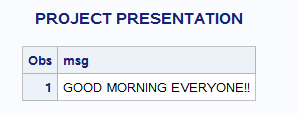 PROJECT PRESENTATION
Obs msg
1 GOOD MORNING EVERYONE!!